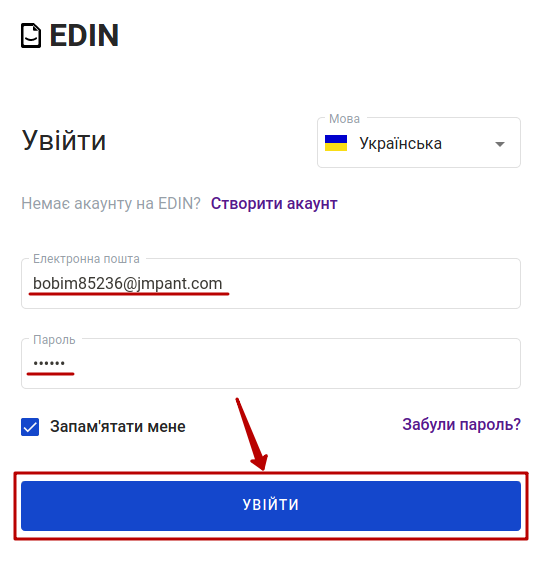 EDIN
Увійти
Мова
Українська
Немає акаунту на EDIN? Створити акаунт
Електронна пошта
bobim85236@jmpant.com
Пароль
••••••
Запам'ятати мене
Забули пароль?
УВІЙТИ